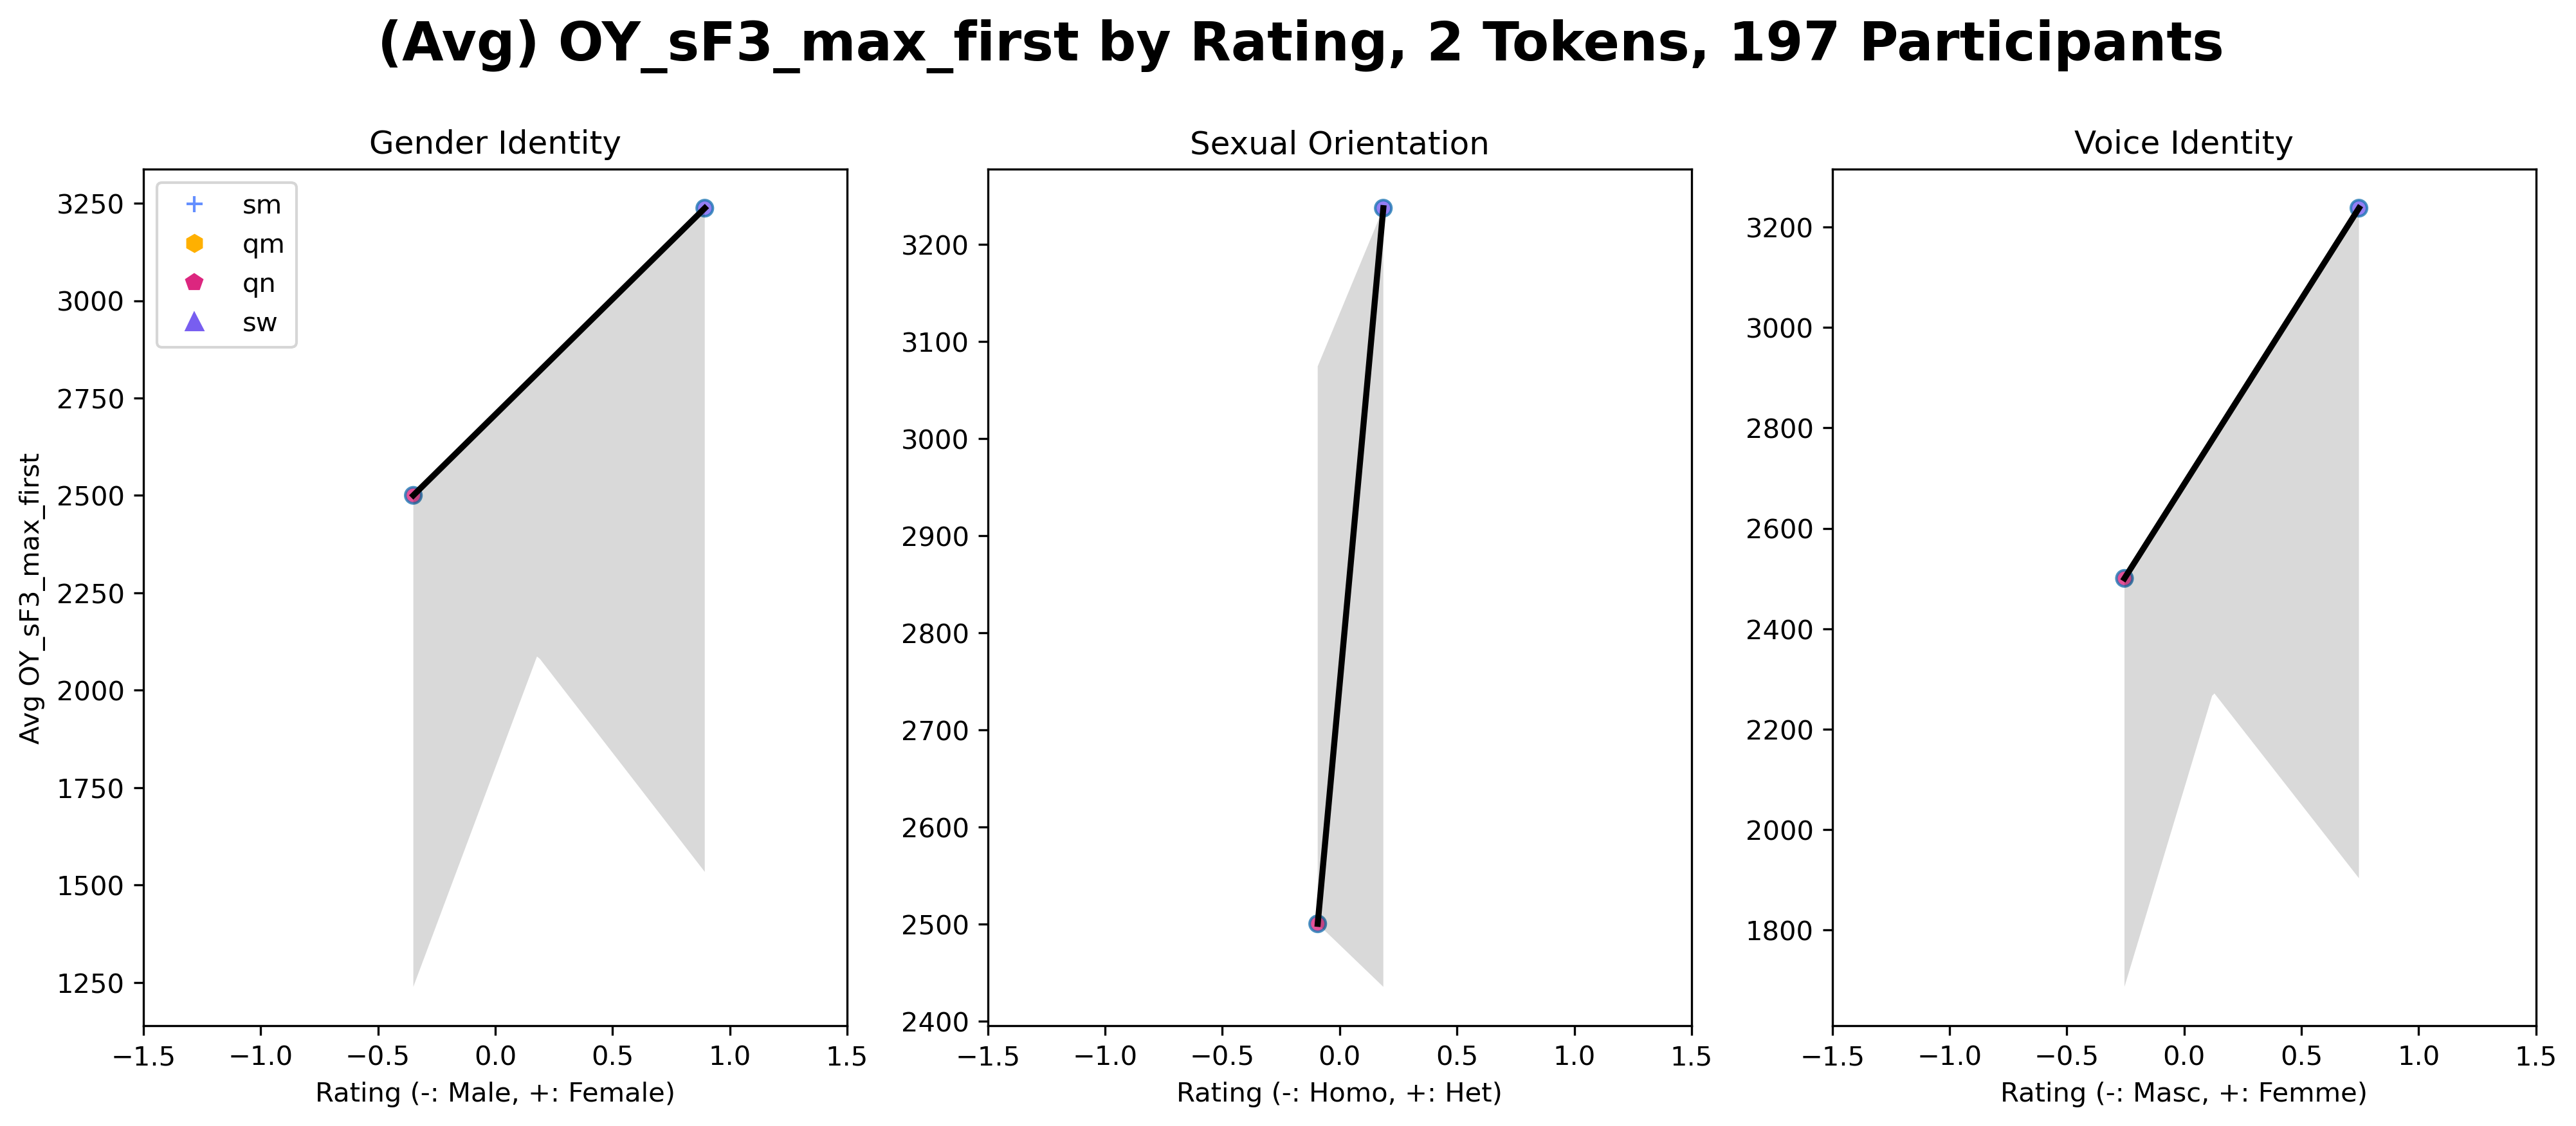 (Avg) OY_sF3_max_first by Rating, 2 Tokens, 197 Participants
Gender Identity
sm
qm
qn
sw
3250
3000
2750
2500
2250
2000
1750
1500
1250
Avg OY_sF3_max_first
−1.5 −1.0 −0.5 0.0 0.5 1.0 1.5
Rating (-: Male, +: Female)
Sexual Orientation
3200
3100
3000
2900
2800
2700
2600
2500
2400
−1.5 −1.0 −0.5 0.0 0.5 1.0 1.5
Rating (-: Homo, +: Het)
Voice Identity
3200
3000
2800
2600
2400
2200
2000
1800
−1.5 −1.0 −0.5 0.0 0.5 1.0 1.5
Rating (-: Masc, +: Femme)